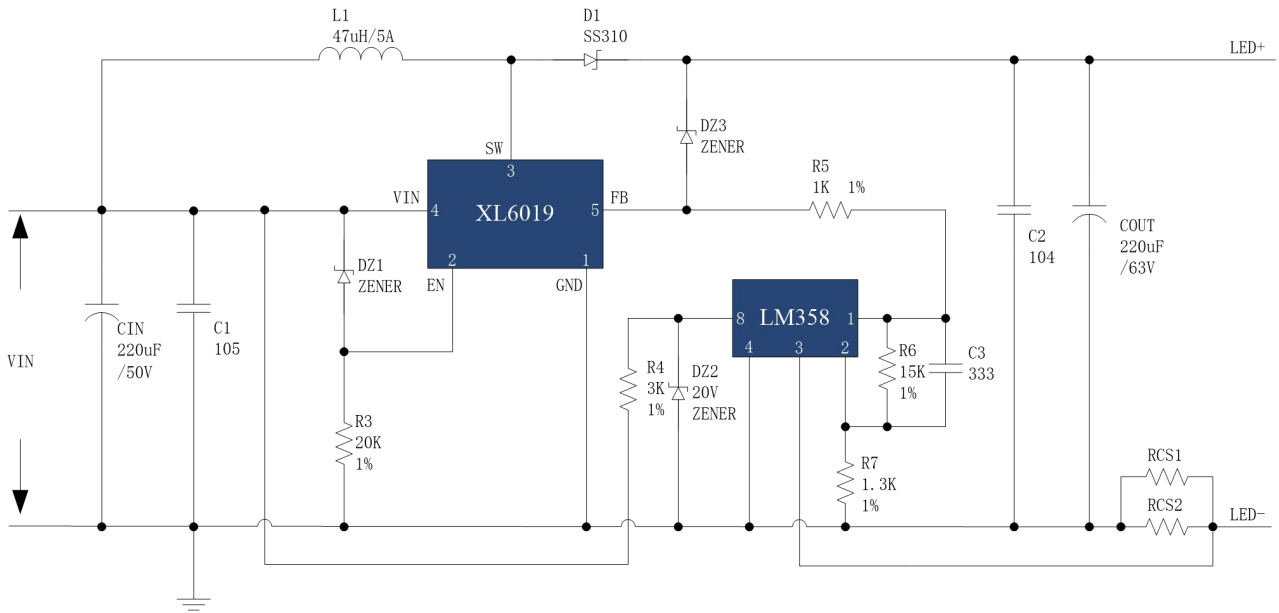 L1
47uH/5A
D1
SS310
LED+
SW
3
DZ3
ZENER
R5
1K 1%
VIN
4
XL6019
5
FB
2
1
EN
GND
DZ1
ZENER
C2
104
COUT
220uF
/63V
CIN
220uF
/50V
C1
105
VIN
8
LM358
1
4
3
2
R4
3K
1%
DZ2
20V
ZENER
R6
15K
1%
C3
333
R3
20K
1%
R7
1.3K
1%
RCS1
RCS2
LED-